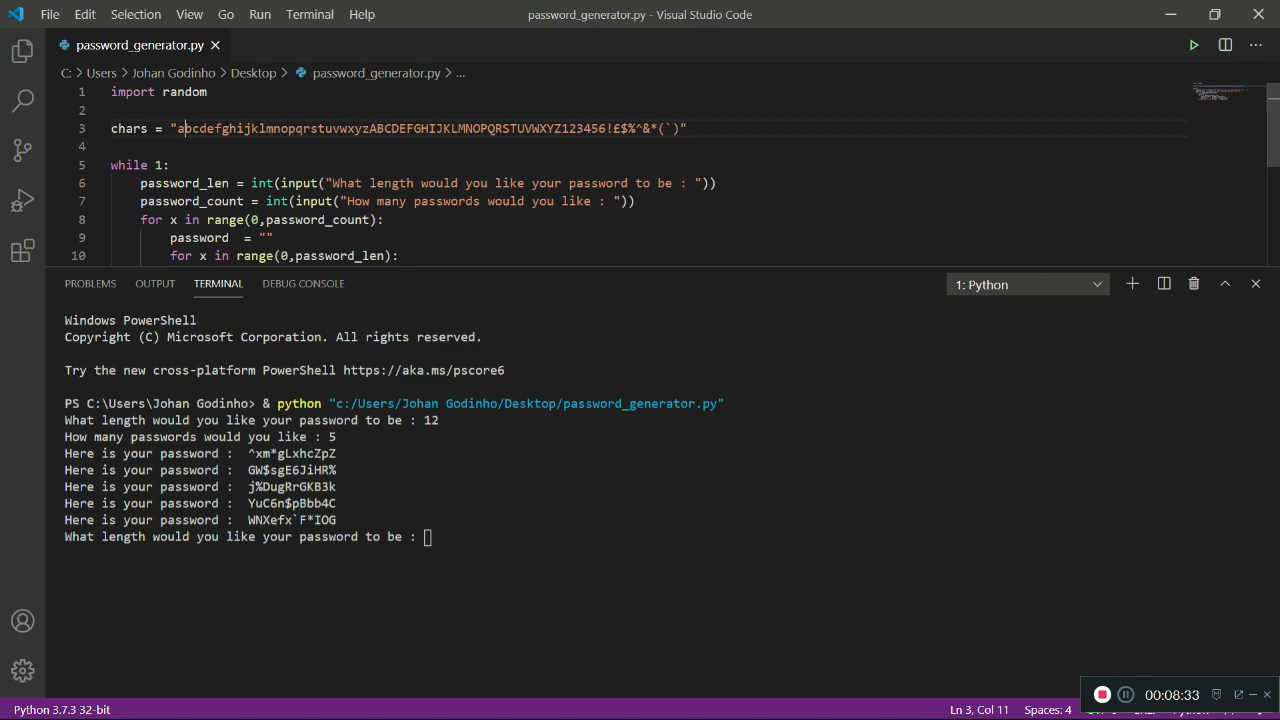 File Edit Selection View Go Run Terminal Help password_generator.py - Visual Studio Code
password_generator.py
C: > Users > Johan Godinho > Desktop > password_generator.py > ...
1 import random
2
3 chars = "abcdefghijklmnopqrstuvwxyzABCDEFGHIJKLMNOPQRSTUVWXYZ123456!£$%^&*(`)"
4
5 while 1:
6 password_len = int(input("What length would you like your password to be : "))
7 password_count = int(input("How many passwords would you like : "))
8 for x in range(0,password_count):
9 password = ""
10 for x in range(0,password_len):
PROBLEMS OUTPUT TERMINAL DEBUG CONSOLE 1: Python
Windows PowerShell
Copyright (C) Microsoft Corporation. All rights reserved.
Try the new cross-platform PowerShell https://aka.ms/pscore6
PS C:\Users\Johan Godinho> & python "c:/Users/Johan Godinho/Desktop/password_generator.py"
What length would you like your password to be : 12
How many passwords would you like : 5
Here is your password : ^xm*gLxhcZpZ
Here is your password : GW$sgE6JiHR%
Here is your password : j%DugRrGKB3k
Here is your password : YuC6n$pBbb4C
Here is your password : WNXefx`F*IOG
What length would you like your password to be :
00:08:33
Python 3.7.3 32-bit Ln 3, Col 11 Spaces: 4